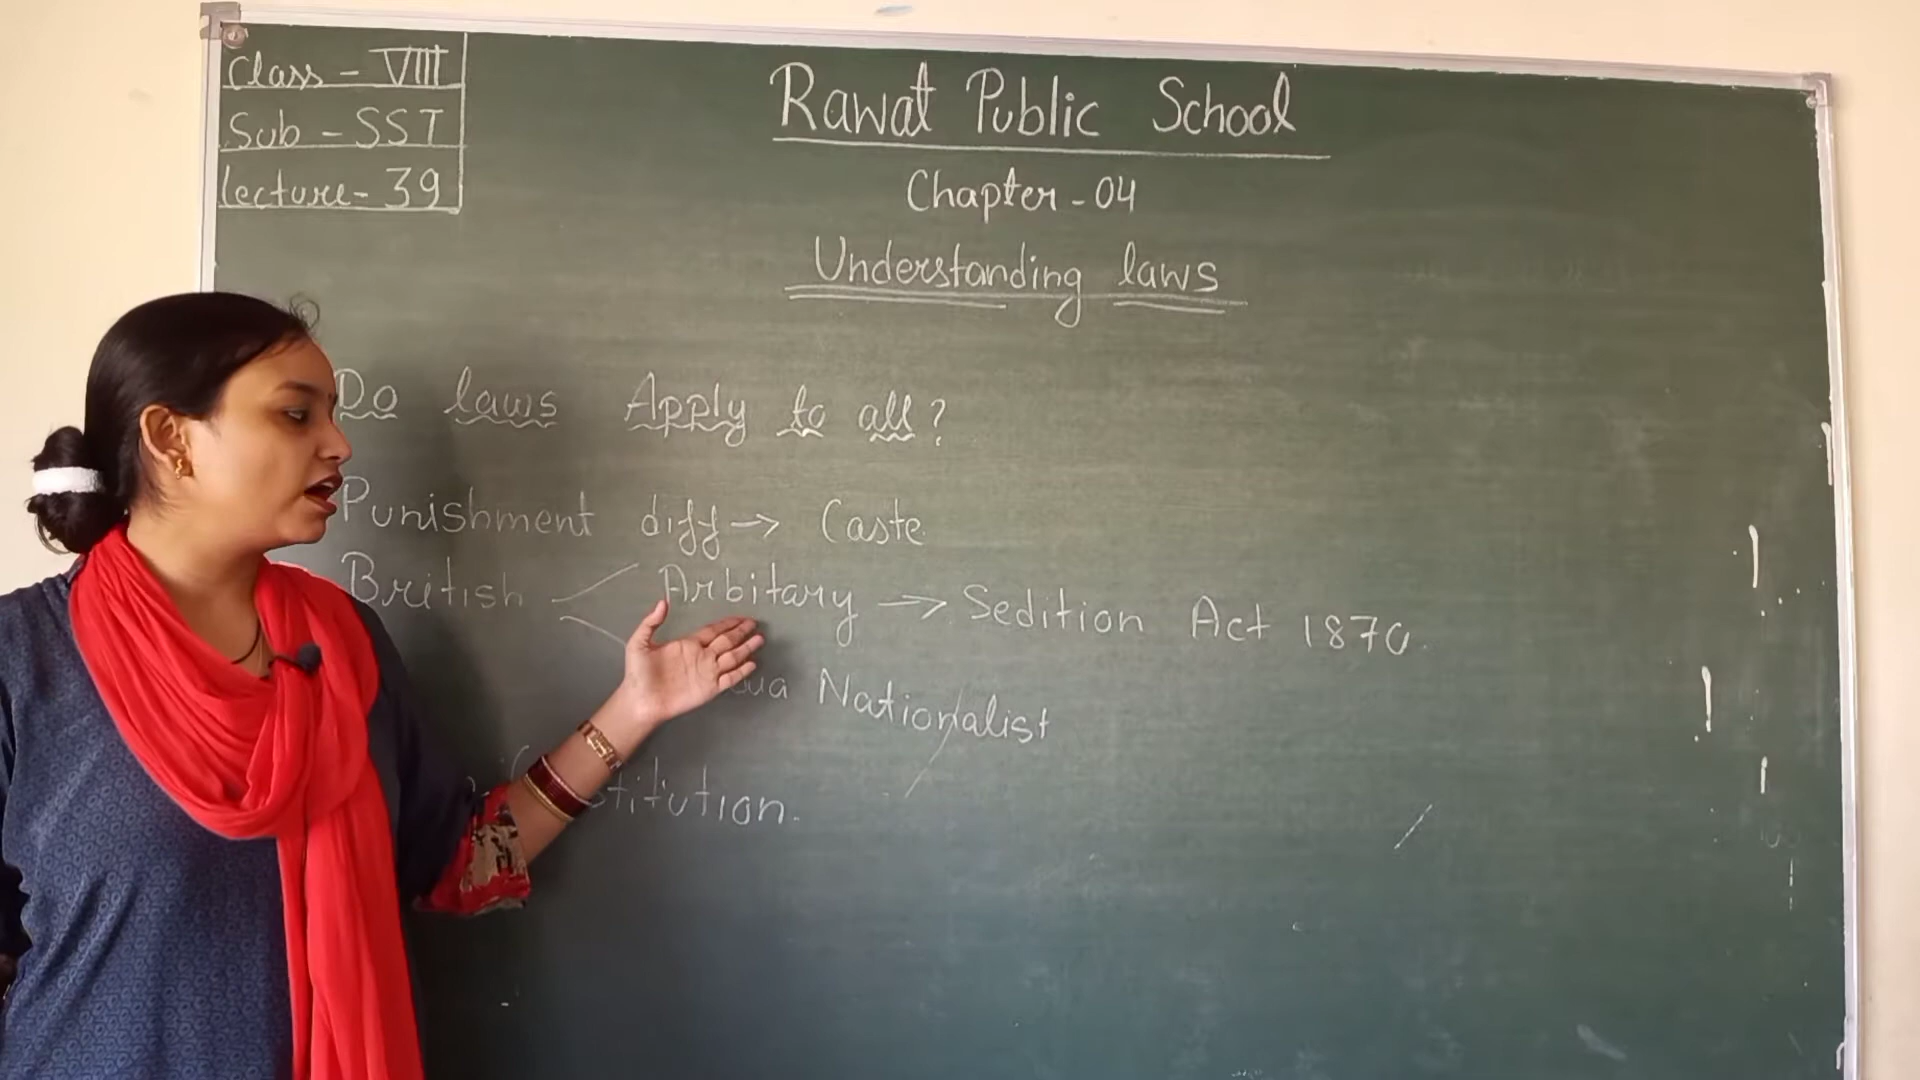 Class - VIII
Sub - SST
Lecture - 39
Rawat Public School
Chapter - 04
Understanding laws
Do laws Apply to all?
Punishment diff → Caste
British Arbitary → Sedition Act 1870.
Nationalist